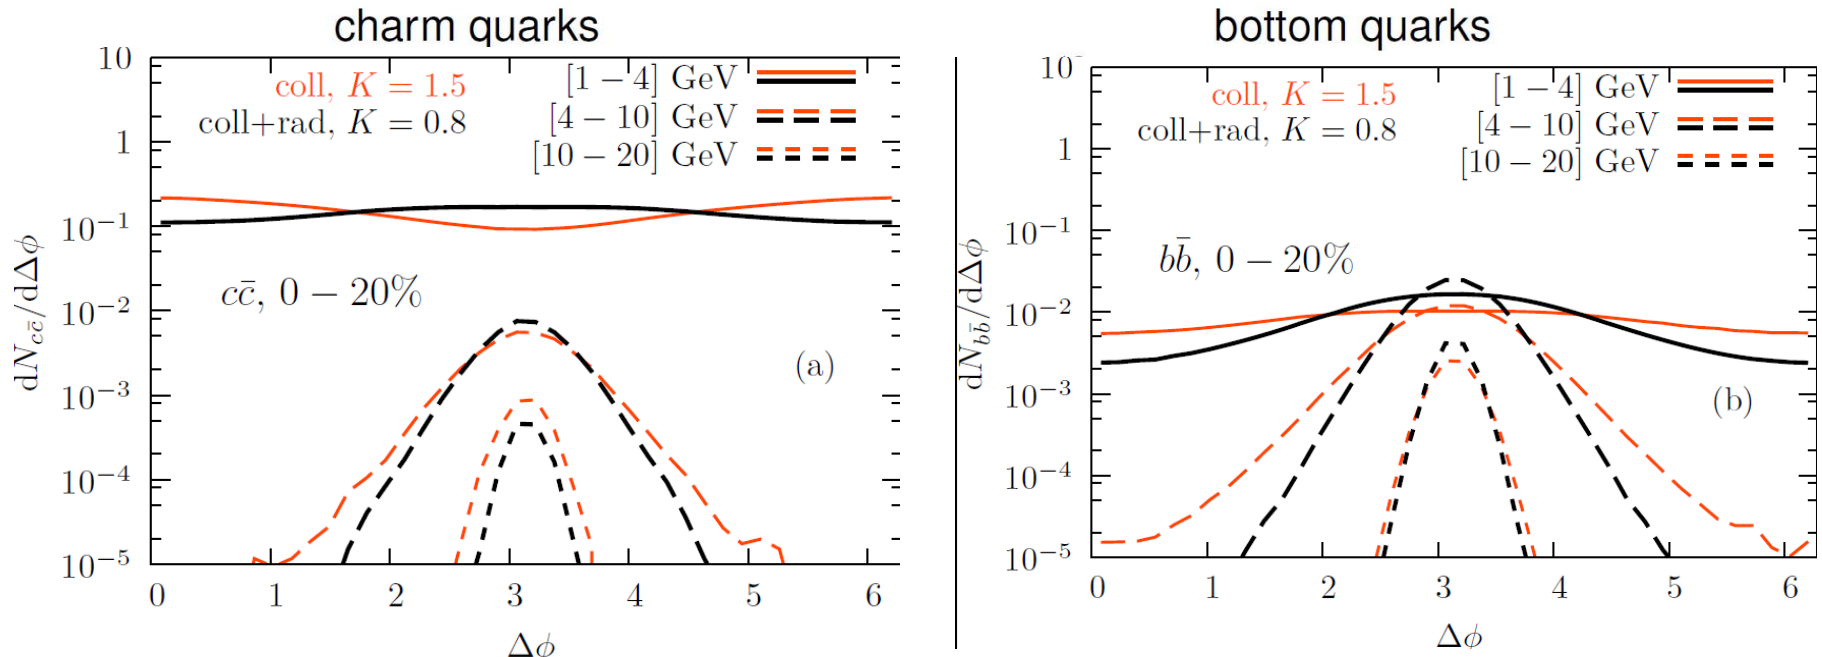 charm quarks
10
1
10⁻¹
10⁻²
10⁻³
10⁻⁴
10⁻⁵
dN_{cc̄}/dΔφ
coll, K = 1.5
coll+rad, K = 0.8
[1 − 4] GeV
[4 − 10] GeV
[10 − 20] GeV
cc̄, 0 − 20%
(a)
0 1 2 3 4 5 6
Δφ
bottom quarks
10
1
10⁻¹
10⁻²
10⁻³
10⁻⁴
10⁻⁵
dN_{bb̄}/dΔφ
coll, K = 1.5
coll+rad, K = 0.8
[1 − 4] GeV
[4 − 10] GeV
[10 − 20] GeV
bb̄, 0 − 20%
(b)
0 1 2 3 4 5 6
Δφ